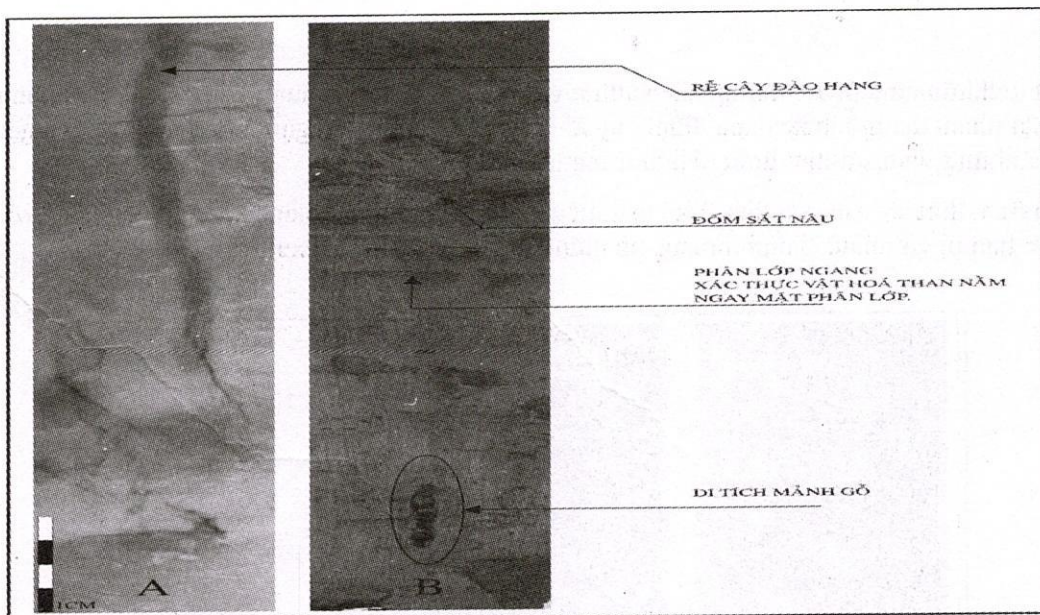 RỄ CÂY ĐÀO HANG
ĐỐM SẮT NÂU
PHÂN LỚP NGANG
XÁC THỰC VẬT HOÁ THAN NẰM
NGAY MẶT PHÂN LỚP.
DI TÍCH MẢNH GỖ
A
B
1CM